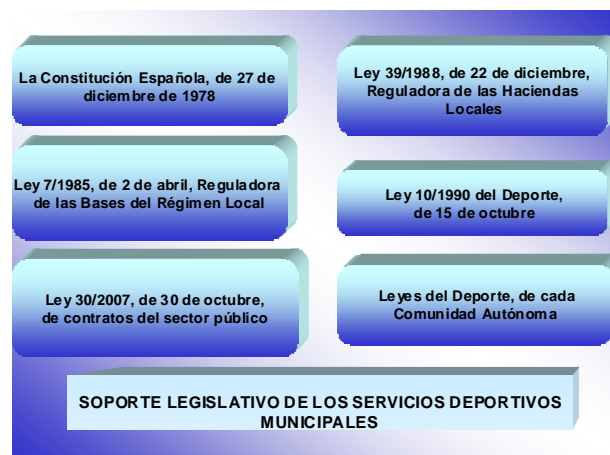 La Constitución Española, de 27 de
diciembre de 1978
Ley 39/1988, de 22 de diciembre,
Reguladora de las Haciendas
Locales
Ley 7/1985, de 2 de abril, Reguladora
de las Bases del Régimen Local
Ley 10/1990 del Deporte,
de 15 de octubre
Ley 30/2007, de 30 de octubre,
de contratos del sector público
Leyes del Deporte, de cada
Comunidad Autónoma
SOPORTE LEGISLATIVO DE LOS SERVICIOS DEPORTIVOS
MUNICIPALES